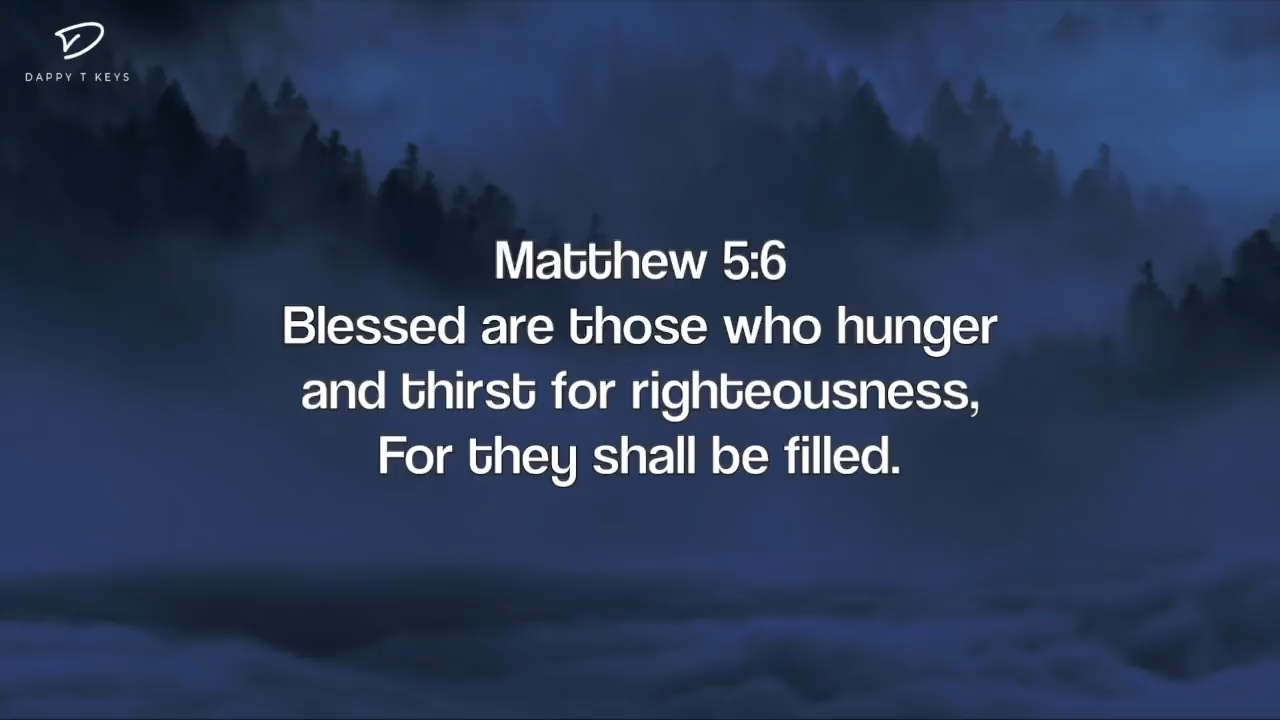 DAPPY T KEYS
Matthew 5:6
Blessed are those who hunger
and thirst for righteousness,
For they shall be filled.